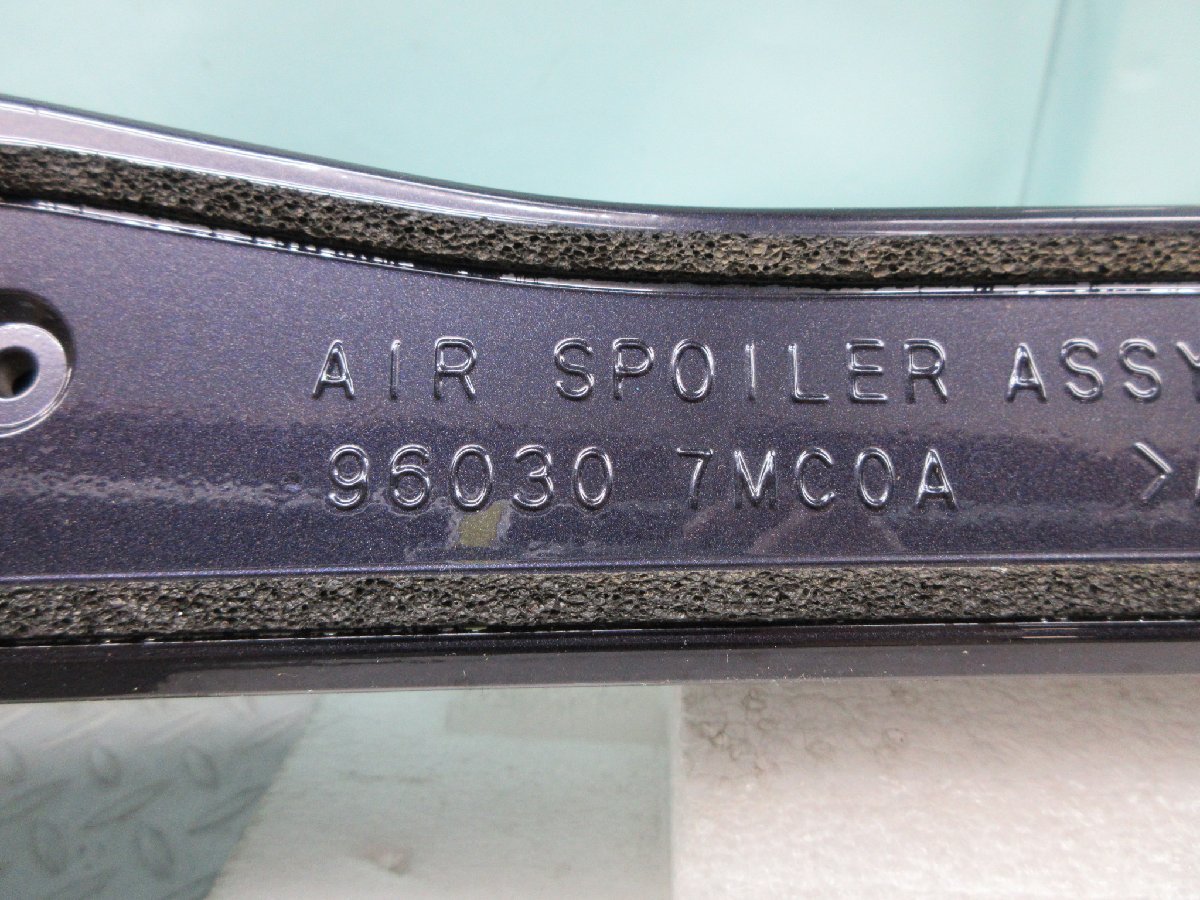 AIR SPOILER ASSY
96030 7MC0A >